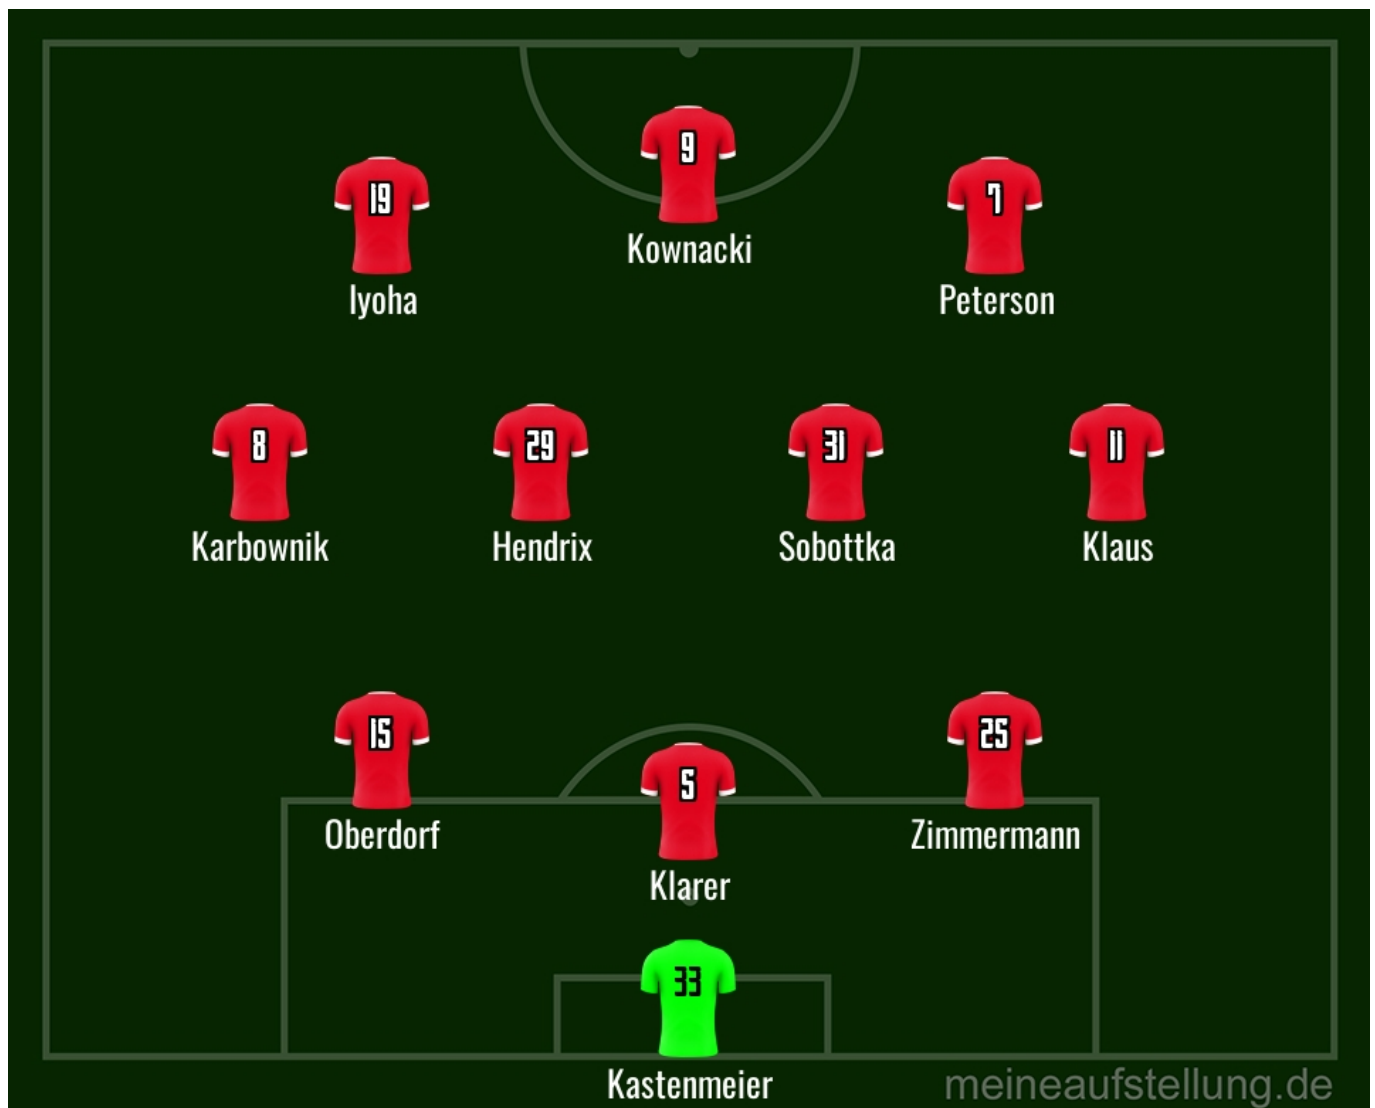 9
Kownacki
19
Iyoha
7
Peterson
8
Karbownik
29
Hendrix
31
Sobottka
11
Klaus
15
Oberdorf
25
Zimmermann
5
Klarer
33
Kastenmeier
meineaufstellung.de